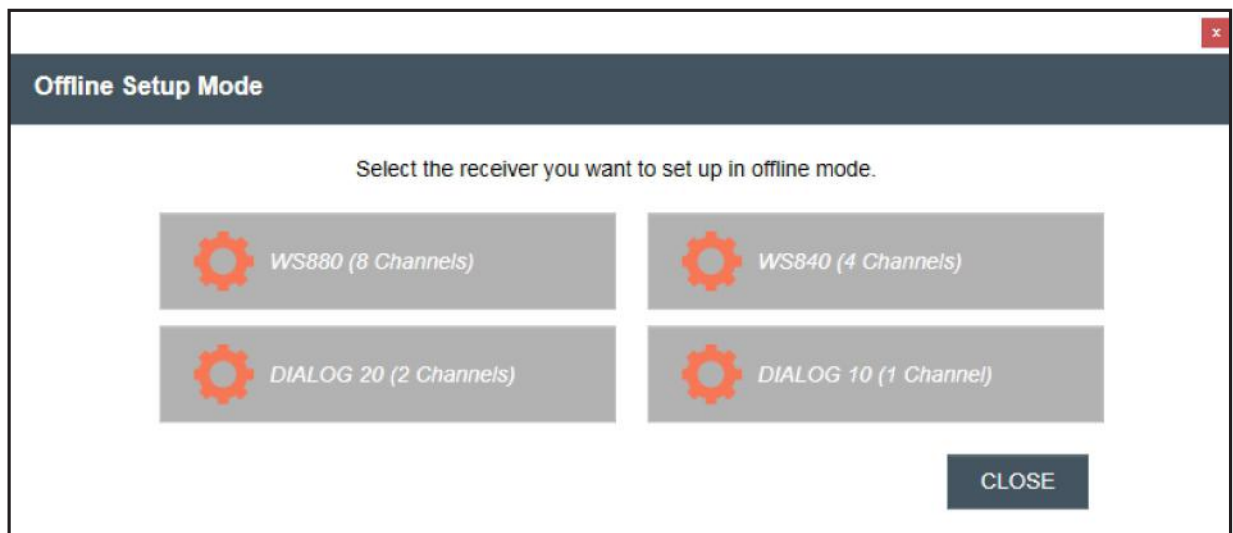 x
Offline Setup Mode
Select the receiver you want to set up in offline mode.
WS880 (8 Channels)
WS840 (4 Channels)
DIALOG 20 (2 Channels)
DIALOG 10 (1 Channel)
CLOSE